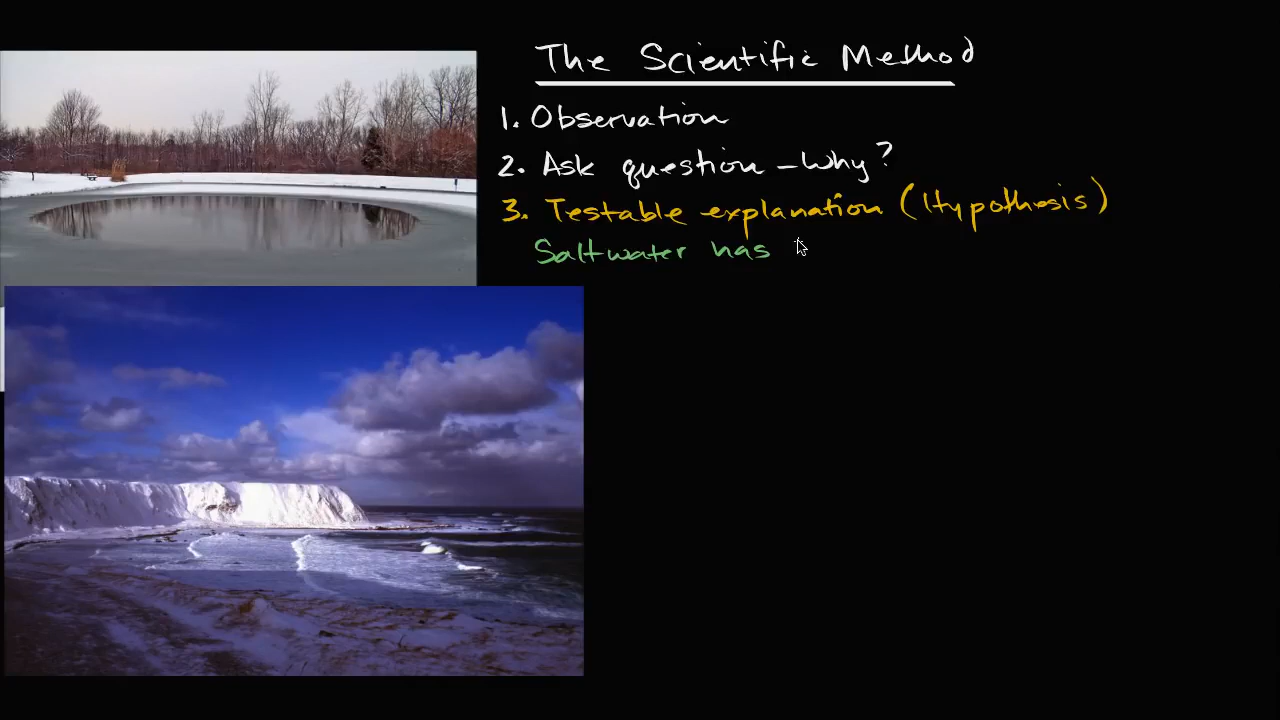 The Scientific Method
1. Observation
2. Ask question - Why?
3. Testable explanation (Hypothesis)
Saltwater has